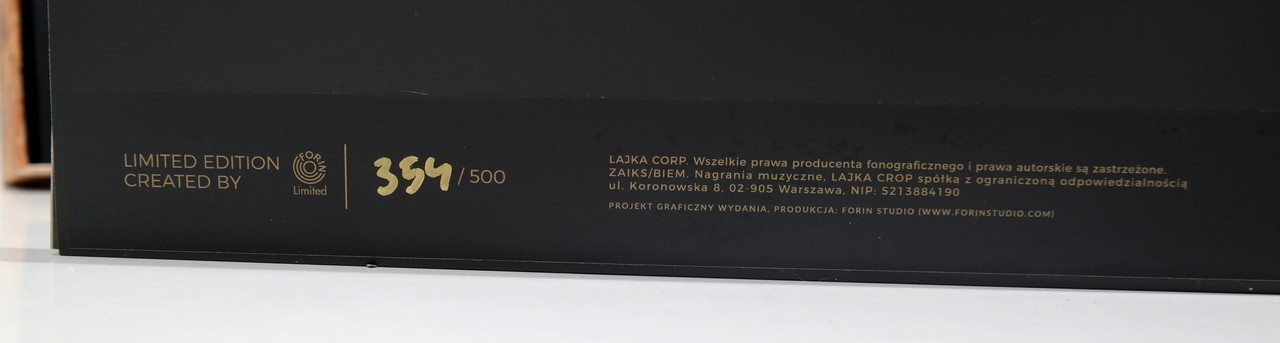 LIMITED EDITION
CREATED BY
FORIN
Limited
354 / 500
LAJKA CORP. Wszelkie prawa producenta fonograficznego i prawa autorskie są zastrzeżone.
ZAIKS/BIEM. Nagrania muzyczne, LAJKA CROP spółka z ograniczoną odpowiedzialnością
ul. Koronowska 8, 02-905 Warszawa, NIP: 5213884190
PROJEKT GRAFICZNY WYDANIA, PRODUKCJA: FORIN STUDIO (WWW.FORINSTUDIO.COM)